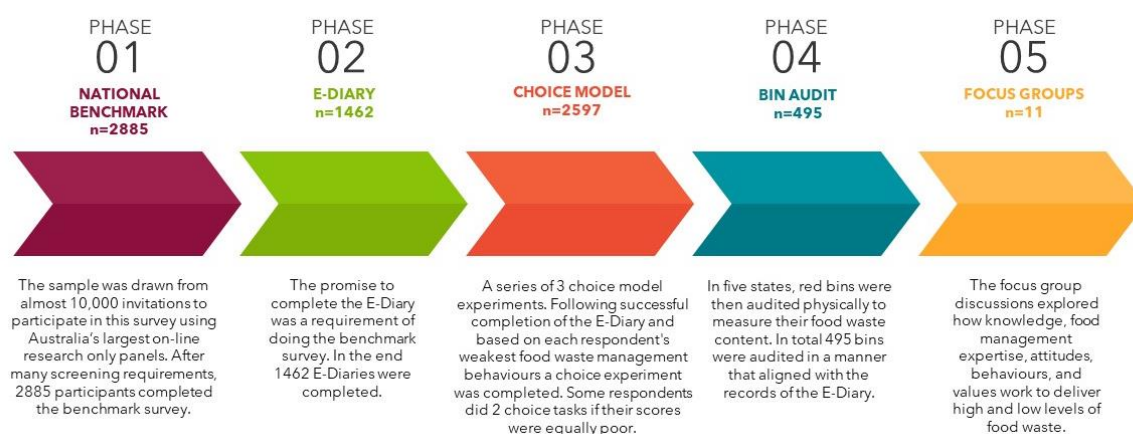 PHASE
01
NATIONAL
BENCHMARK
n=2885
The sample was drawn from
almost 10,000 invitations to
participate in this survey using
Australia's largest on-line
research only panels. After
many screening requirements,
2885 participants completed
the benchmark survey.
PHASE
02
E-DIARY
n=1462
The promise to
complete the E-Diary
was a requirement of
doing the benchmark
survey. In the end
1462 E-Diaries were
completed.
PHASE
03
CHOICE MODEL
n=2597
A series of 3 choice model
experiments. Following successful
completion of the E-Diary and
based on each respondent's
weakest food waste management
behaviours a choice experiment
was completed. Some respondents
did 2 choice tasks if their scores
were equally poor.
PHASE
04
BIN AUDIT
n=495
In five states, red bins were
then audited physically to
measure their food waste
content. In total 495 bins
were audited in a manner
that aligned with the
records of the E-Diary.
PHASE
05
FOCUS GROUPS
n=11
The focus group
discussions explored
how knowledge, food
management
expertise, attitudes,
behaviours, and
values work to deliver
high and low levels of
food waste.